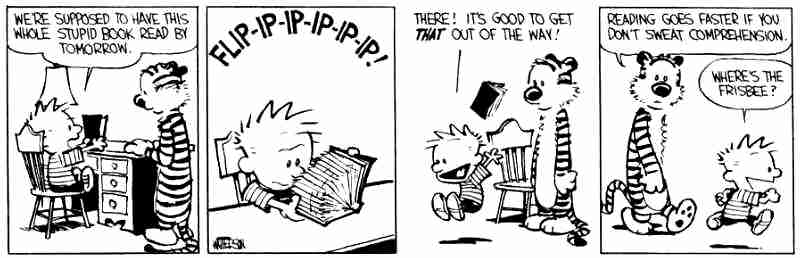 WE'RE SUPPOSED TO HAVE THIS
WHOLE STUPID BOOK READ BY
TOMORROW.
FLIP-IP-IP-IP-IP-IP!
WATTERSON
THERE! IT'S GOOD TO GET
THAT OUT OF THE WAY!
READING GOES FASTER IF YOU
DON'T SWEAT COMPREHENSION.
WHERE'S THE
FRISBEE?